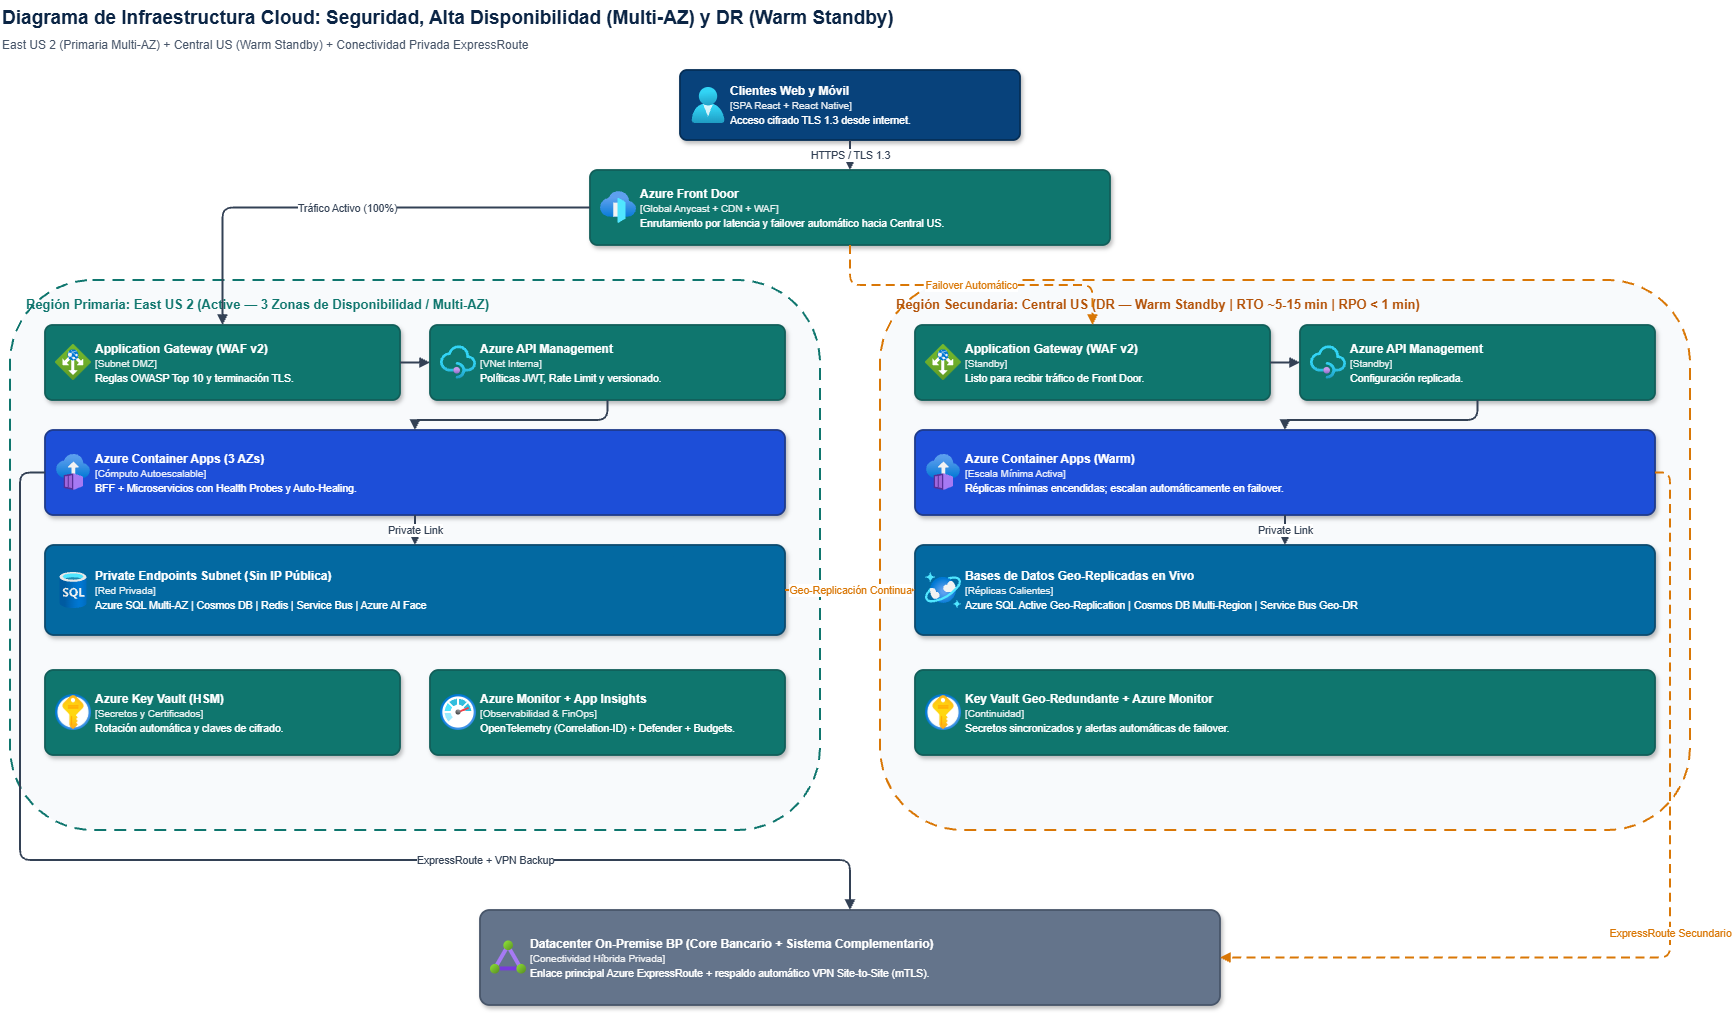 Diagrama de Infraestructura Cloud: Seguridad, Alta Disponibilidad (Multi-AZ) y DR (Warm Standby)
East US 2 (Primaria Multi-AZ) + Central US (Warm Standby) + Conectividad Privada ExpressRoute
Clientes Web y Móvil
[SPA React + React Native]
Acceso cifrado TLS 1.3 desde internet.
HTTPS / TLS 1.3
Azure Front Door
[Global Anycast + CDN + WAF]
Enrutamiento por latencia y failover automático hacia Central US.
Tráfico Activo (100%)
Failover Automático
Región Primaria: East US 2 (Active — 3 Zonas de Disponibilidad / Multi-AZ)
Application Gateway (WAF v2)
[Subnet DMZ]
Reglas OWASP Top 10 y terminación TLS.
Azure API Management
[VNet Interna]
Políticas JWT, Rate Limit y versionado.
Azure Container Apps (3 AZs)
[Cómputo Autoescalable]
BFF + Microservicios con Health Probes y Auto-Healing.
Private Link
SQL
Private Endpoints Subnet (Sin IP Pública)
[Red Privada]
Azure SQL Multi-AZ | Cosmos DB | Redis | Service Bus | Azure AI Face
Azure Key Vault (HSM)
[Secretos y Certificados]
Rotación automática y claves de cifrado.
Azure Monitor + App Insights
[Observabilidad & FinOps]
OpenTelemetry (Correlation-ID) + Defender + Budgets.
Geo-Replicación Continua
Región Secundaria: Central US (DR — Warm Standby | RTO ~5-15 min | RPO < 1 min)
Application Gateway (WAF v2)
[Standby]
Listo para recibir tráfico de Front Door.
Azure API Management
[Standby]
Configuración replicada.
Azure Container Apps (Warm)
[Escala Mínima Activa]
Réplicas mínimas encendidas; escalan automáticamente en failover.
Private Link
Bases de Datos Geo-Replicadas en Vivo
[Réplicas Calientes]
Azure SQL Active Geo-Replication | Cosmos DB Multi-Region | Service Bus Geo-DR
Key Vault Geo-Redundante + Azure Monitor
[Continuidad]
Secretos sincronizados y alertas automáticas de failover.
ExpressRoute + VPN Backup
ExpressRoute Secundario
Datacenter On-Premise BP (Core Bancario + Sistema Complementario)
[Conectividad Híbrida Privada]
Enlace principal Azure ExpressRoute + respaldo automático VPN Site-to-Site (mTLS).